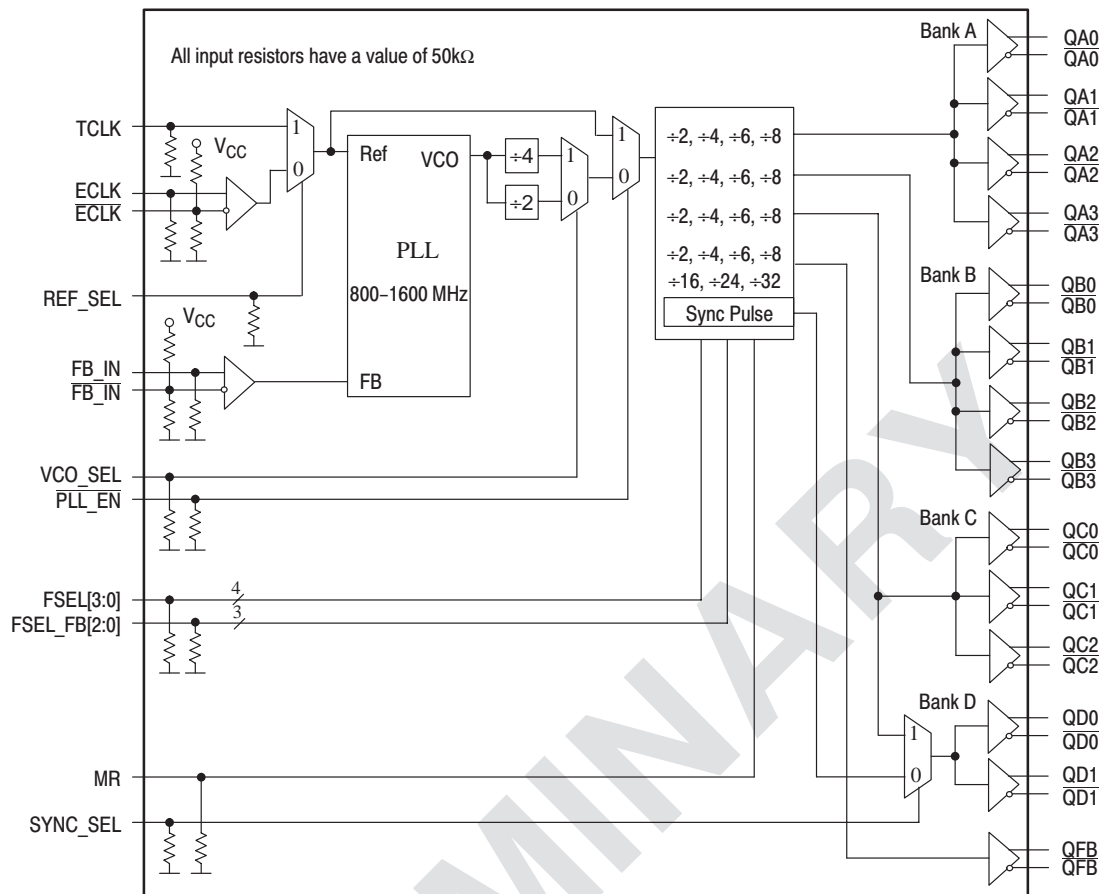 All input resistors have a value of 50kΩ
TCLK
VCC
ECLK
ECLK
REF_SEL
VCC
FB_IN
FB_IN
VCO_SEL
PLL_EN
FSEL[3:0]
4
FSEL_FB[2:0]
3
MR
SYNC_SEL
1
0
Ref
VCO
PLL
800–1600 MHz
FB
÷4
÷2
1
0
1
0
÷2, ÷4, ÷6, ÷8
÷2, ÷4, ÷6, ÷8
÷2, ÷4, ÷6, ÷8
÷2, ÷4, ÷6, ÷8
÷16, ÷24, ÷32
Sync Pulse
Bank A
QA0
QA0
QA1
QA1
QA2
QA2
QA3
QA3
Bank B
QB0
QB0
QB1
QB1
QB2
QB2
QB3
QB3
Bank C
QC0
QC0
QC1
QC1
QC2
QC2
Bank D
1
0
QD0
QD0
QD1
QD1
QFB
QFB
MINARY